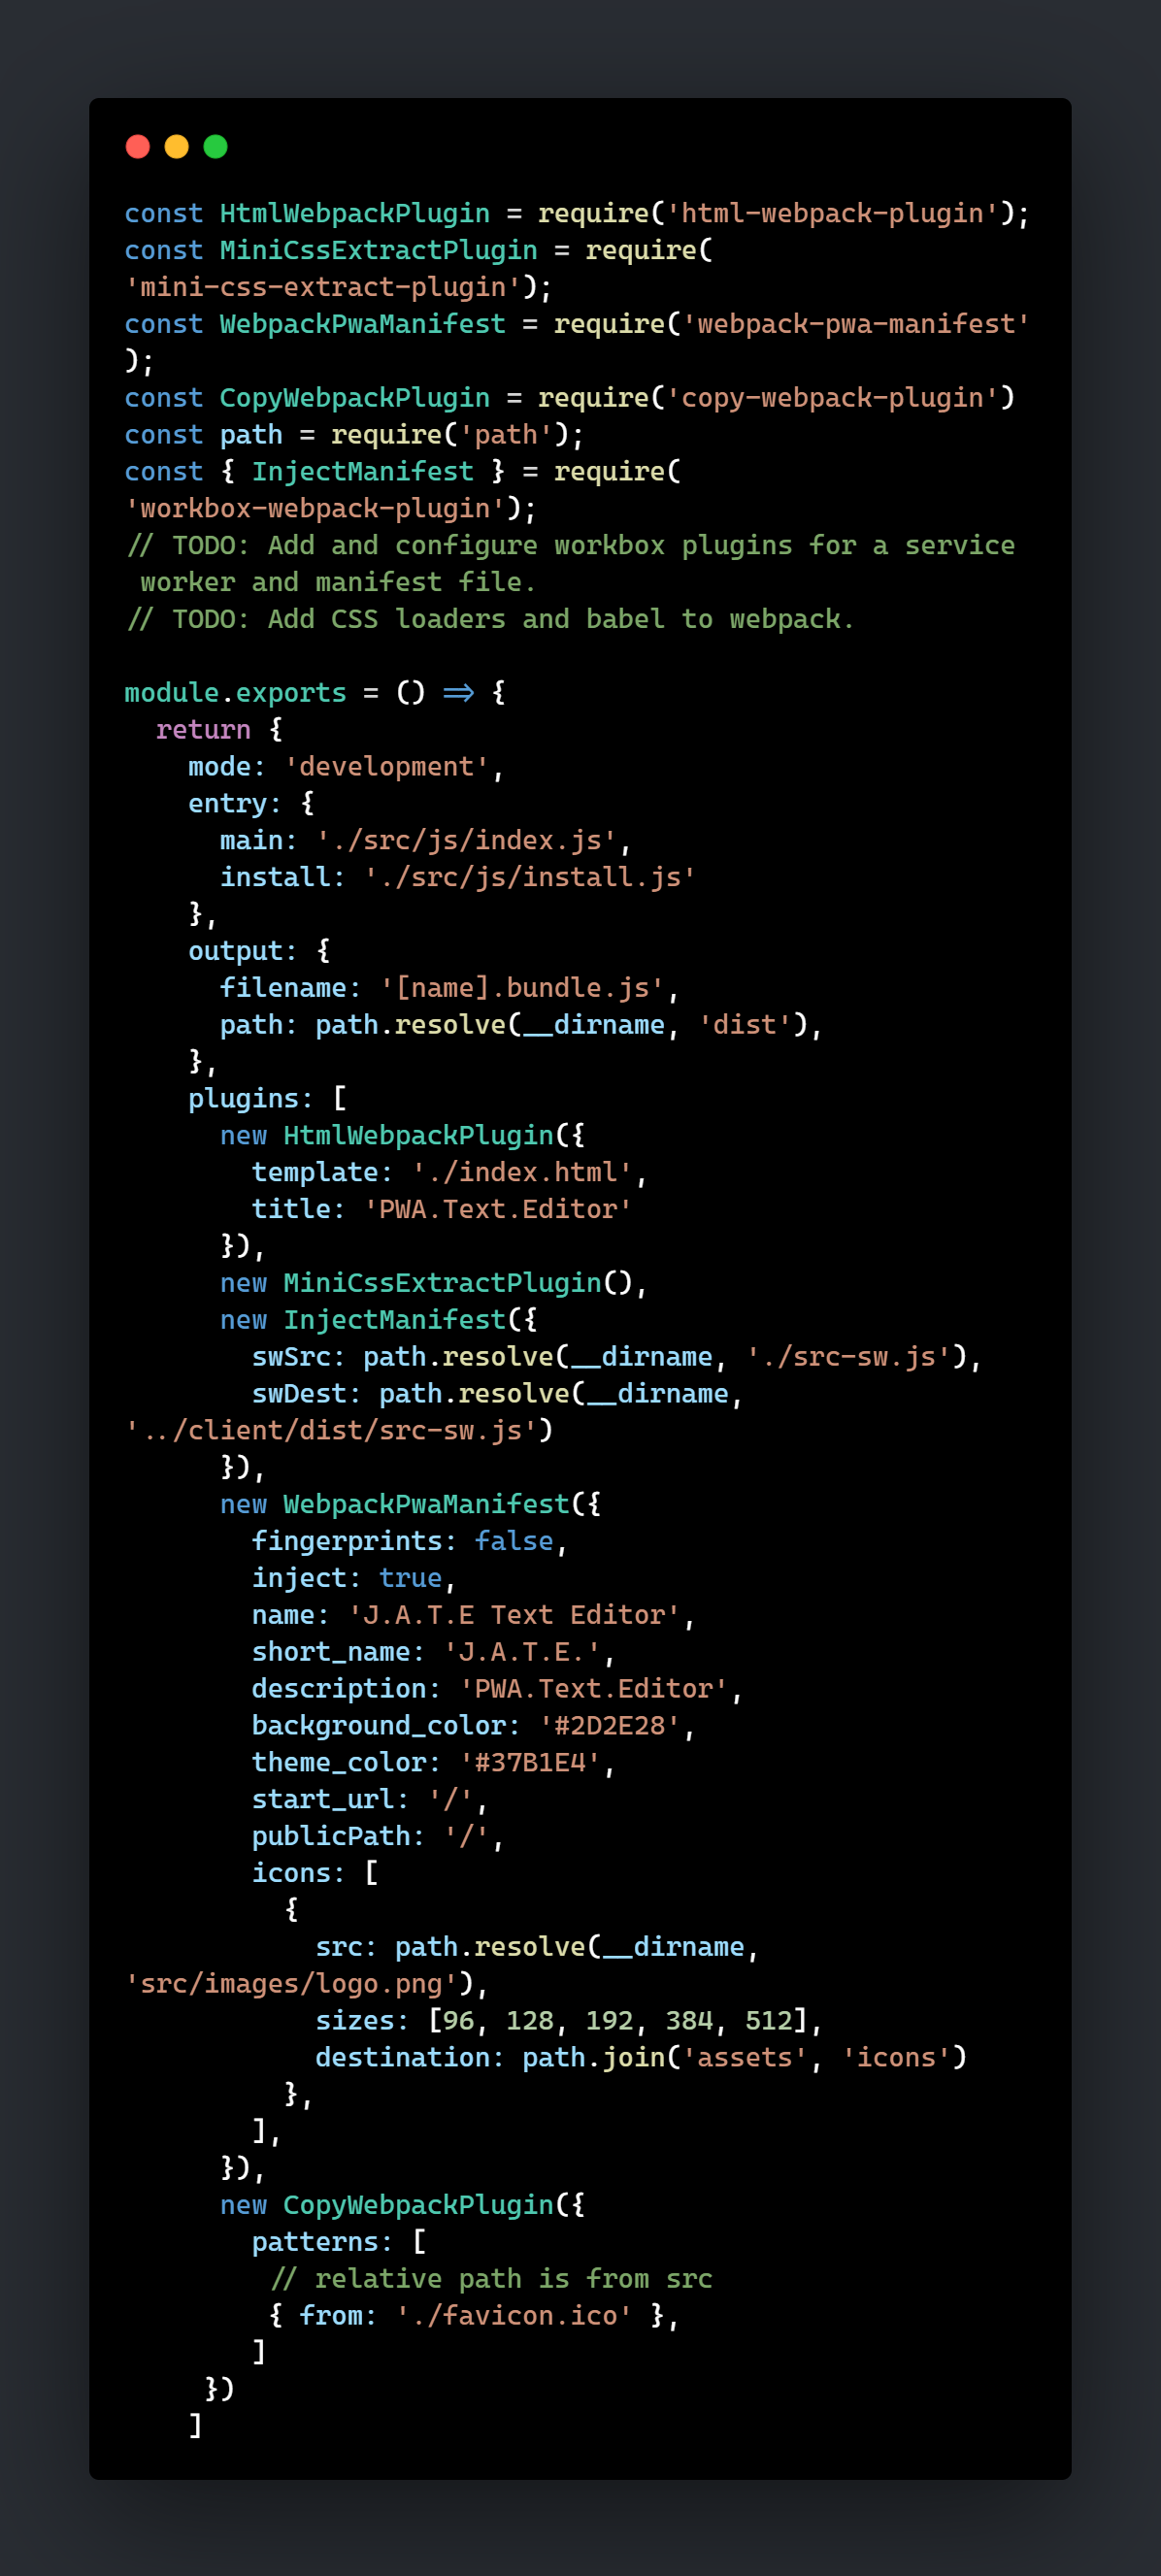 const HtmlWebpackPlugin = require('html-webpack-plugin');
const MiniCssExtractPlugin = require(
'mini-css-extract-plugin');
const WebpackPwaManifest = require('webpack-pwa-manifest'
);
const CopyWebpackPlugin = require('copy-webpack-plugin')
const path = require('path');
const { InjectManifest } = require(
'workbox-webpack-plugin');
// TODO: Add and configure workbox plugins for a service
 worker and manifest file.
// TODO: Add CSS loaders and babel to webpack.

module.exports = () => {
  return {
    mode: 'development',
    entry: {
      main: './src/js/index.js',
      install: './src/js/install.js'
    },
    output: {
      filename: '[name].bundle.js',
      path: path.resolve(__dirname, 'dist'),
    },
    plugins: [
      new HtmlWebpackPlugin({
        template: './index.html',
        title: 'PWA.Text.Editor'
      }),
      new MiniCssExtractPlugin(),
      new InjectManifest({
        swSrc: path.resolve(__dirname, './src-sw.js'),
        swDest: path.resolve(__dirname,
'../client/dist/src-sw.js')
      }),
      new WebpackPwaManifest({
        fingerprints: false,
        inject: true,
        name: 'J.A.T.E Text Editor',
        short_name: 'J.A.T.E.',
        description: 'PWA.Text.Editor',
        background_color: '#2D2E28',
        theme_color: '#37B1E4',
        start_url: '/',
        publicPath: '/',
        icons: [
          {
            src: path.resolve(__dirname,
'src/images/logo.png'),
            sizes: [96, 128, 192, 384, 512],
            destination: path.join('assets', 'icons')
          },
        ],
      }),
      new CopyWebpackPlugin({
        patterns: [
         // relative path is from src
         { from: './favicon.ico' },
        ]
     })
    ]